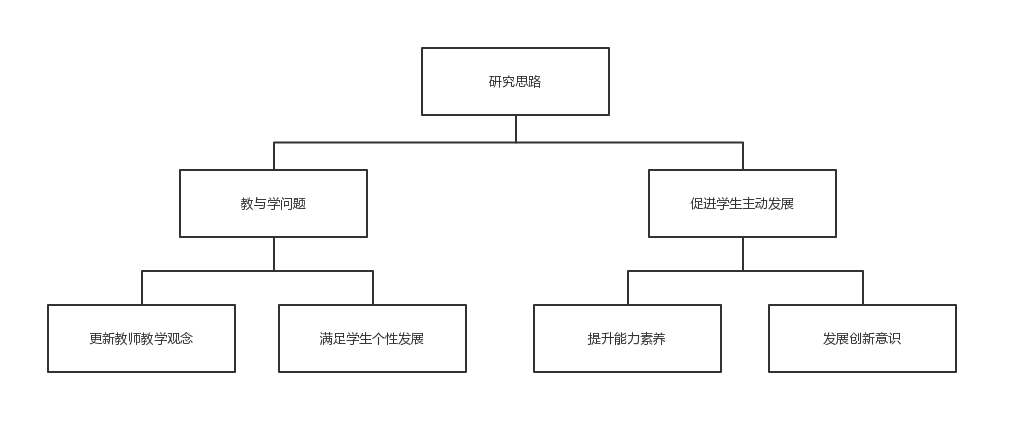 研究思路
教与学问题
促进学生主动发展
更新教师教学观念
满足学生个性发展
提升能力素养
发展创新意识